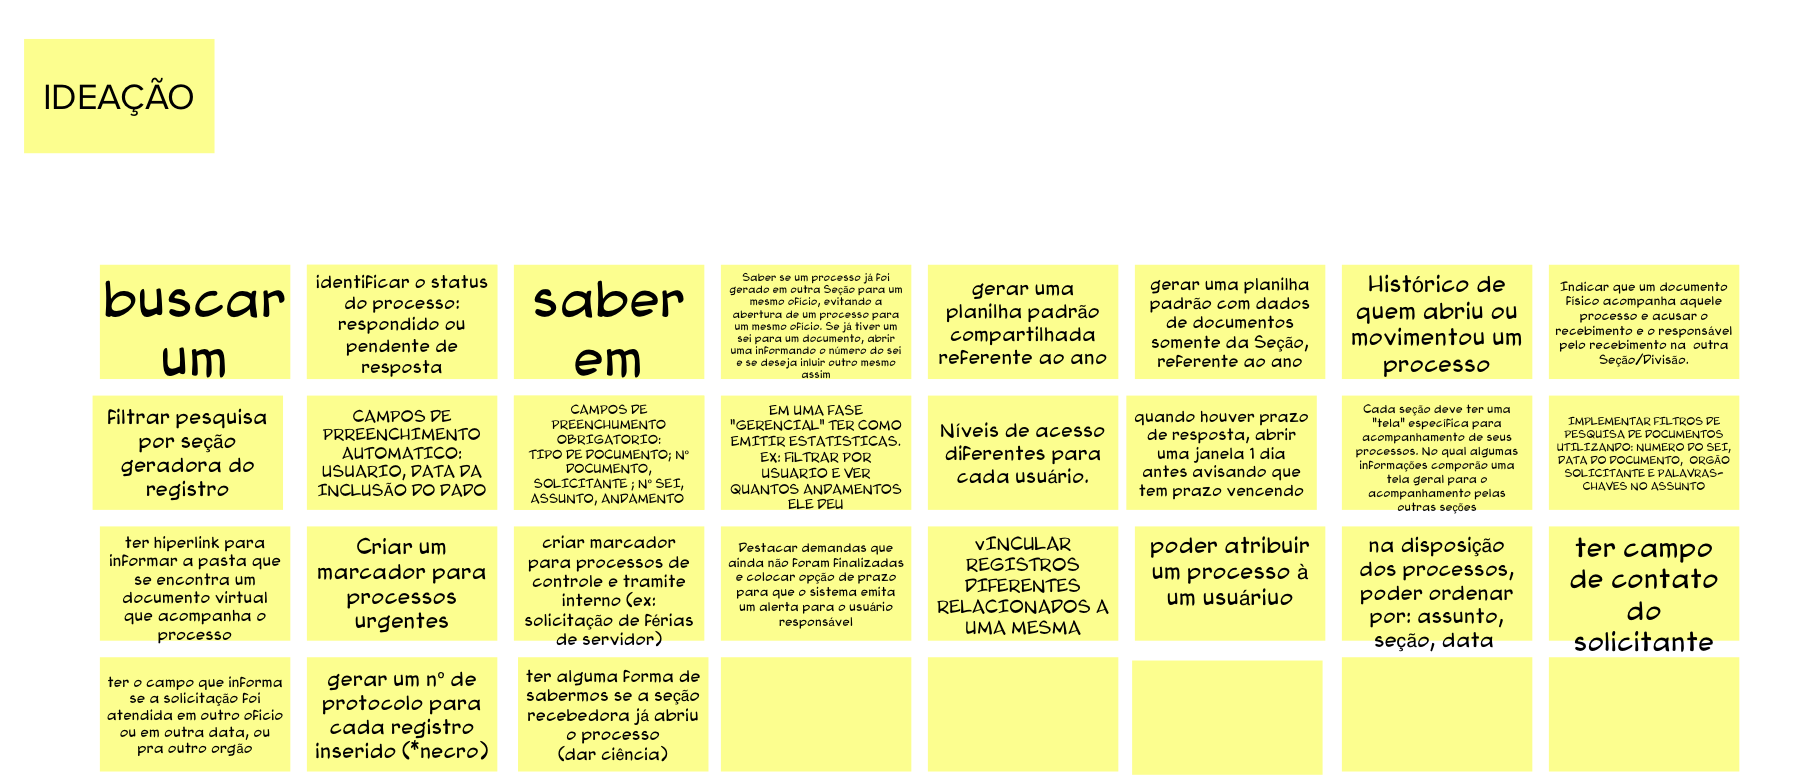 IDEAÇÃO
buscar
um
identificar o status
do processo:
respondido ou
pendente de
resposta
saber
em
Saber se um processo já foi
gerado em outra Seção para um
mesmo ofício, evitando a
abertura de um processo para
um mesmo ofício. Se já tiver um
sei para um documento, abrir
uma informando o número do sei
e se deseja inluir outro mesmo
assim
gerar uma
planilha padrão
compartilhada
referente ao ano
gerar uma planilha
padrão com dados
de documentos
somente da Seção,
referente ao ano
Histórico de
quem abriu ou
movimentou um
processo
Indicar que um documento
físico acompanha aquele
processo e acusar o
recebimento e o responsável
pelo recebimento na outra
Seção/Divisão.
Filtrar pesquisa
por seção
geradora do
registro
CAMPOS DE
PRREENCHIMENTO
AUTOMATICO:
USUARIO, DATA DA
INCLUSÃO DO DADO
CAMPOS DE
PREENCHUMENTO
OBRIGATORIO:
TIPO DE DOCUMENTO; Nº
DOCUMENTO,
SOLICITANTE ; Nº SEI,
ASSUNTO, ANDAMENTO
EM UMA FASE
"GERENCIAL" TER COMO
EMITIR ESTATISTICAS.
EX: FILTRAR POR
USUARIO E VER
QUANTOS ANDAMENTOS
ELE DEU
Níveis de acesso
diferentes para
cada usuário.
quando houver prazo
de resposta, abrir
uma janela 1 dia
antes avisando que
tem prazo vencendo
Cada seção deve ter uma
"tela" específica para
acompanhamento de seus
processos. No qual algumas
informações comporão uma
tela geral para o
acompanhamento pelas
outras seções
IMPLEMENTAR FILTROS DE
PESQUISA DE DOCUMENTOS
UTILIZANDO: NUMERO DO SEI,
DATA DO DOCUMENTO, ORGÃO
SOLICITANTE E PALAVRAS-
CHAVES NO ASSUNTO
ter hiperlink para
informar a pasta que
se encontra um
documento virtual
que acompanha o
processo
Criar um
marcador para
processos
urgentes
criar marcador
para processos de
controle e tramite
interno (ex:
solicitação de férias
de servidor)
Destacar demandas que
ainda não foram finalizadas
e colocar opção de prazo
para que o sistema emita
um alerta para o usuário
responsável
vINCULAR
REGISTROS
DIFERENTES
RELACIONADOS A
UMA MESMA
poder atribuir
um processo à
um usuáriuo
na disposição
dos processos,
poder ordenar
por: assunto,
seção, data
ter campo
de contato
do
solicitante
ter o campo que informa
se a solicitação foi
atendida em outro oficio
ou em outra data, ou
pra outro orgão
gerar um nº de
protocolo para
cada registro
inserido (*necro)
ter alguma forma de
sabermos se a seção
recebedora já abriu
o processo
(dar ciência)